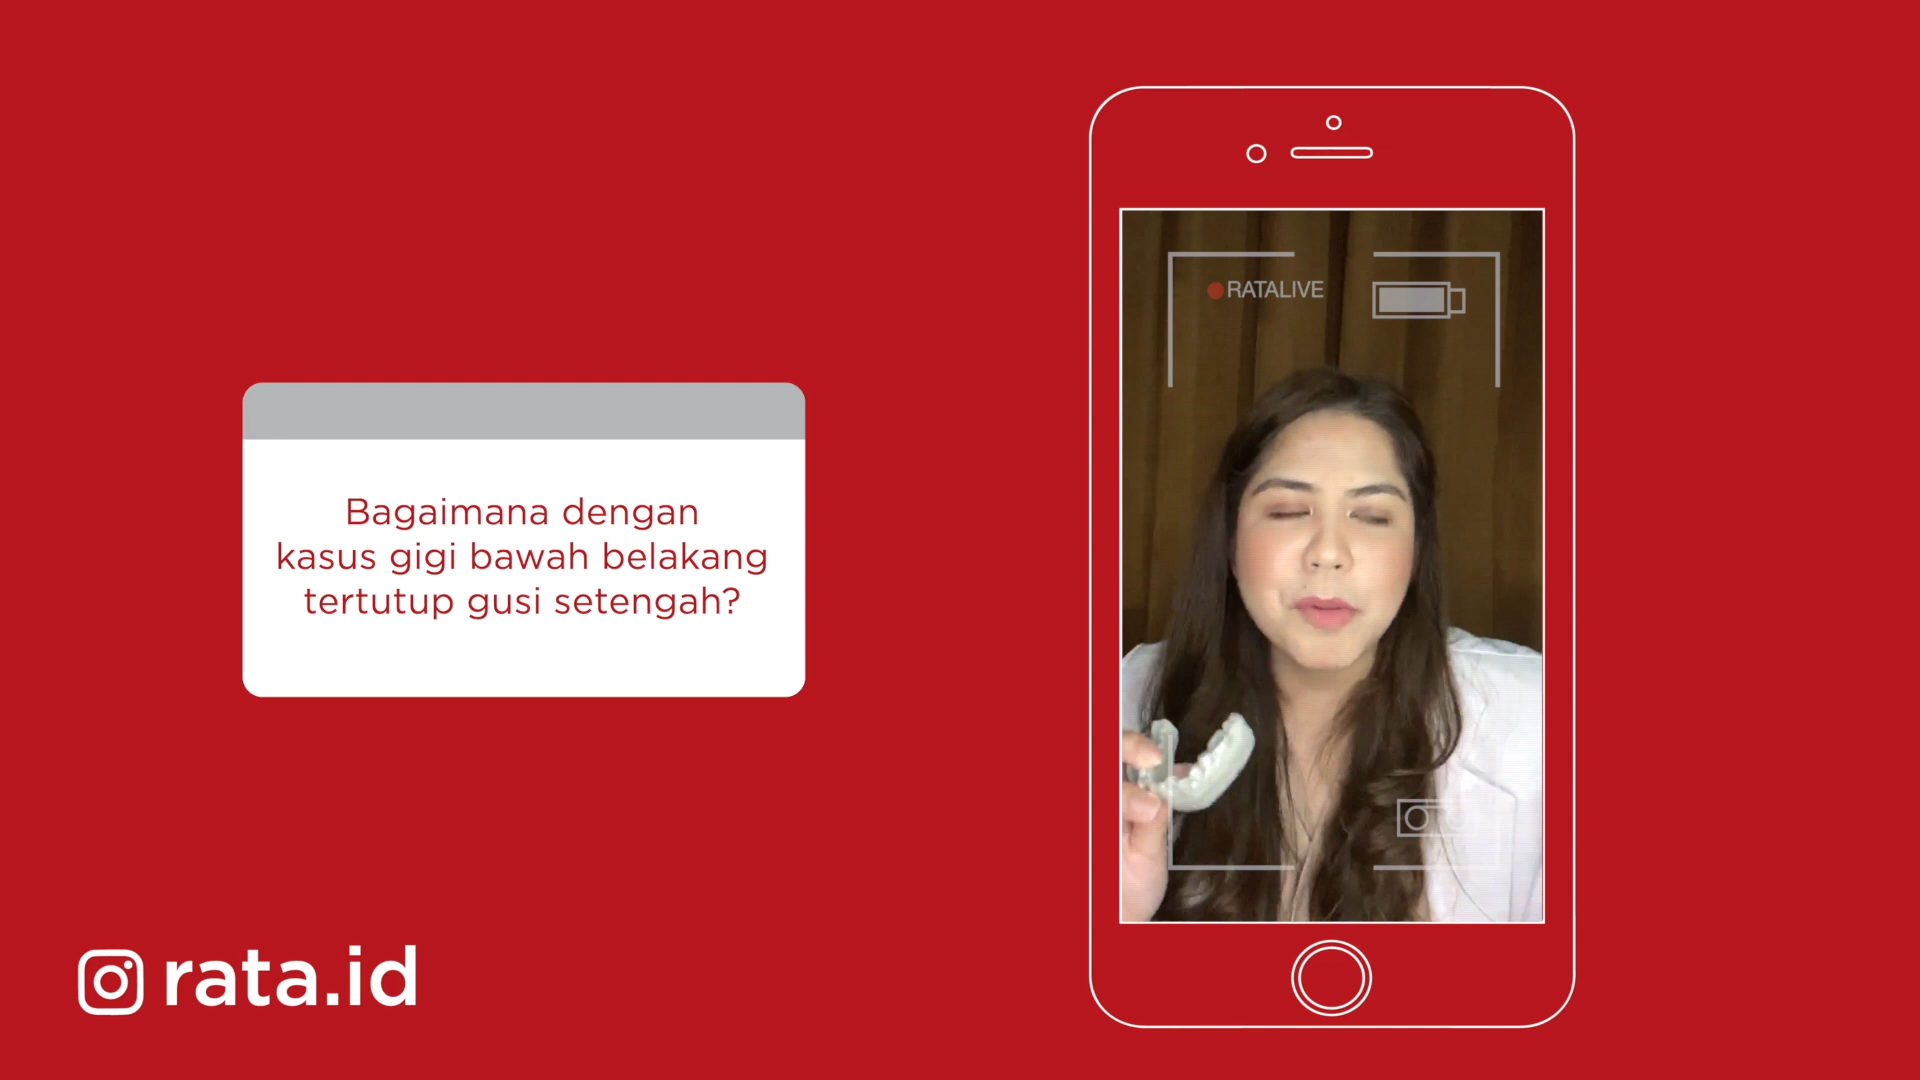 RATALIVE
Bagaimana dengan
kasus gigi bawah belakang
tertutup gusi setengah?
rata.id